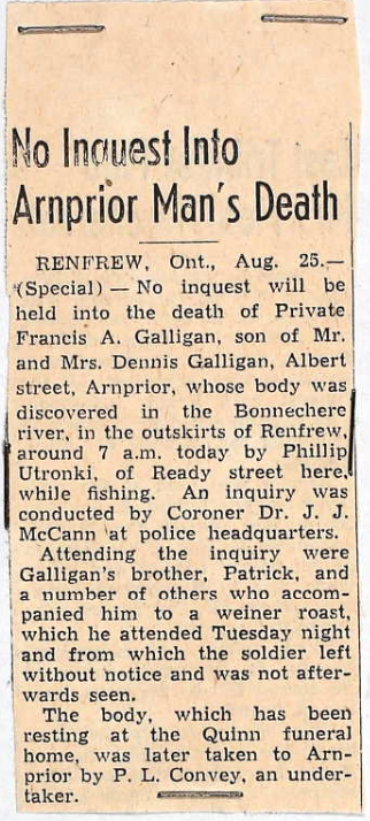 No Inquest Into
Arnprior Man's Death
RENFREW, Ont., Aug. 25.—
(Special) — No inquest will be
held into the death of Private
Francis A. Galligan, son of Mr.
and Mrs. Dennis Galligan, Albert
street, Arnprior, whose body was
discovered in the Bonnechere
river, in the outskirts of Renfrew,
around 7 a.m. today by Phillip
Utronki, of Ready street here,
while fishing. An inquiry was
conducted by Coroner Dr. J. J.
McCann at police headquarters.
Attending the inquiry were
Galligan's brother, Patrick, and
a number of others who accom-
panied him to a weiner roast,
which he attended Tuesday night
and from which the soldier left
without notice and was not after-
wards seen.
The body, which has been
resting at the Quinn funeral
home, was later taken to Arn-
prior by P. L. Convey, an under-
taker.